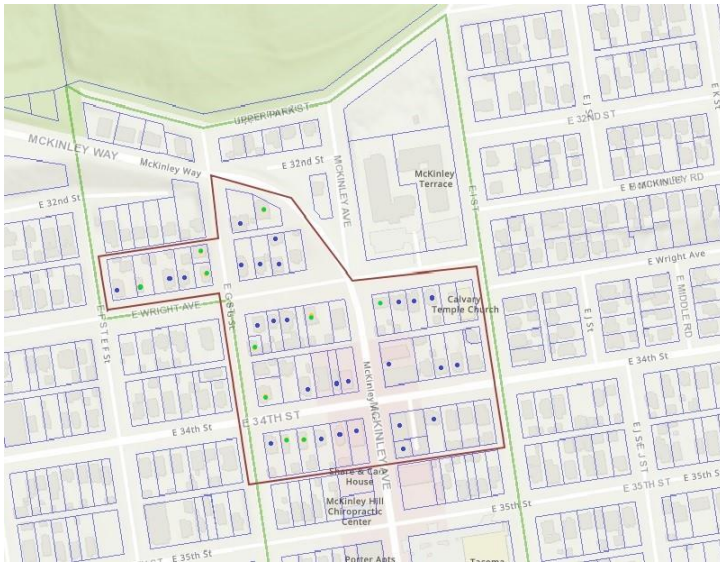 UPPER PARK ST
E 32ND ST
E J St
E K St
MCKINLEY WAY
McKinley Way
E 32nd St
MCKINLEY AVE
McKinley
Terrace
E I ST
E 32nd St
E Wright Ave
E WRIGHT AVE
Calvary
Temple Church
E I St
E MIDDLE RD
E F St
E G St
E 34th St
McKinley
MCKINLEY AVE
E 34TH ST
E 34th St
Share & Care
House
McKinley Hill
Chiropractic
Center
E J St
E J ST
E 35TH ST
E 35th St
E 35th St
E 35th St
Porter Apts
Tacoma